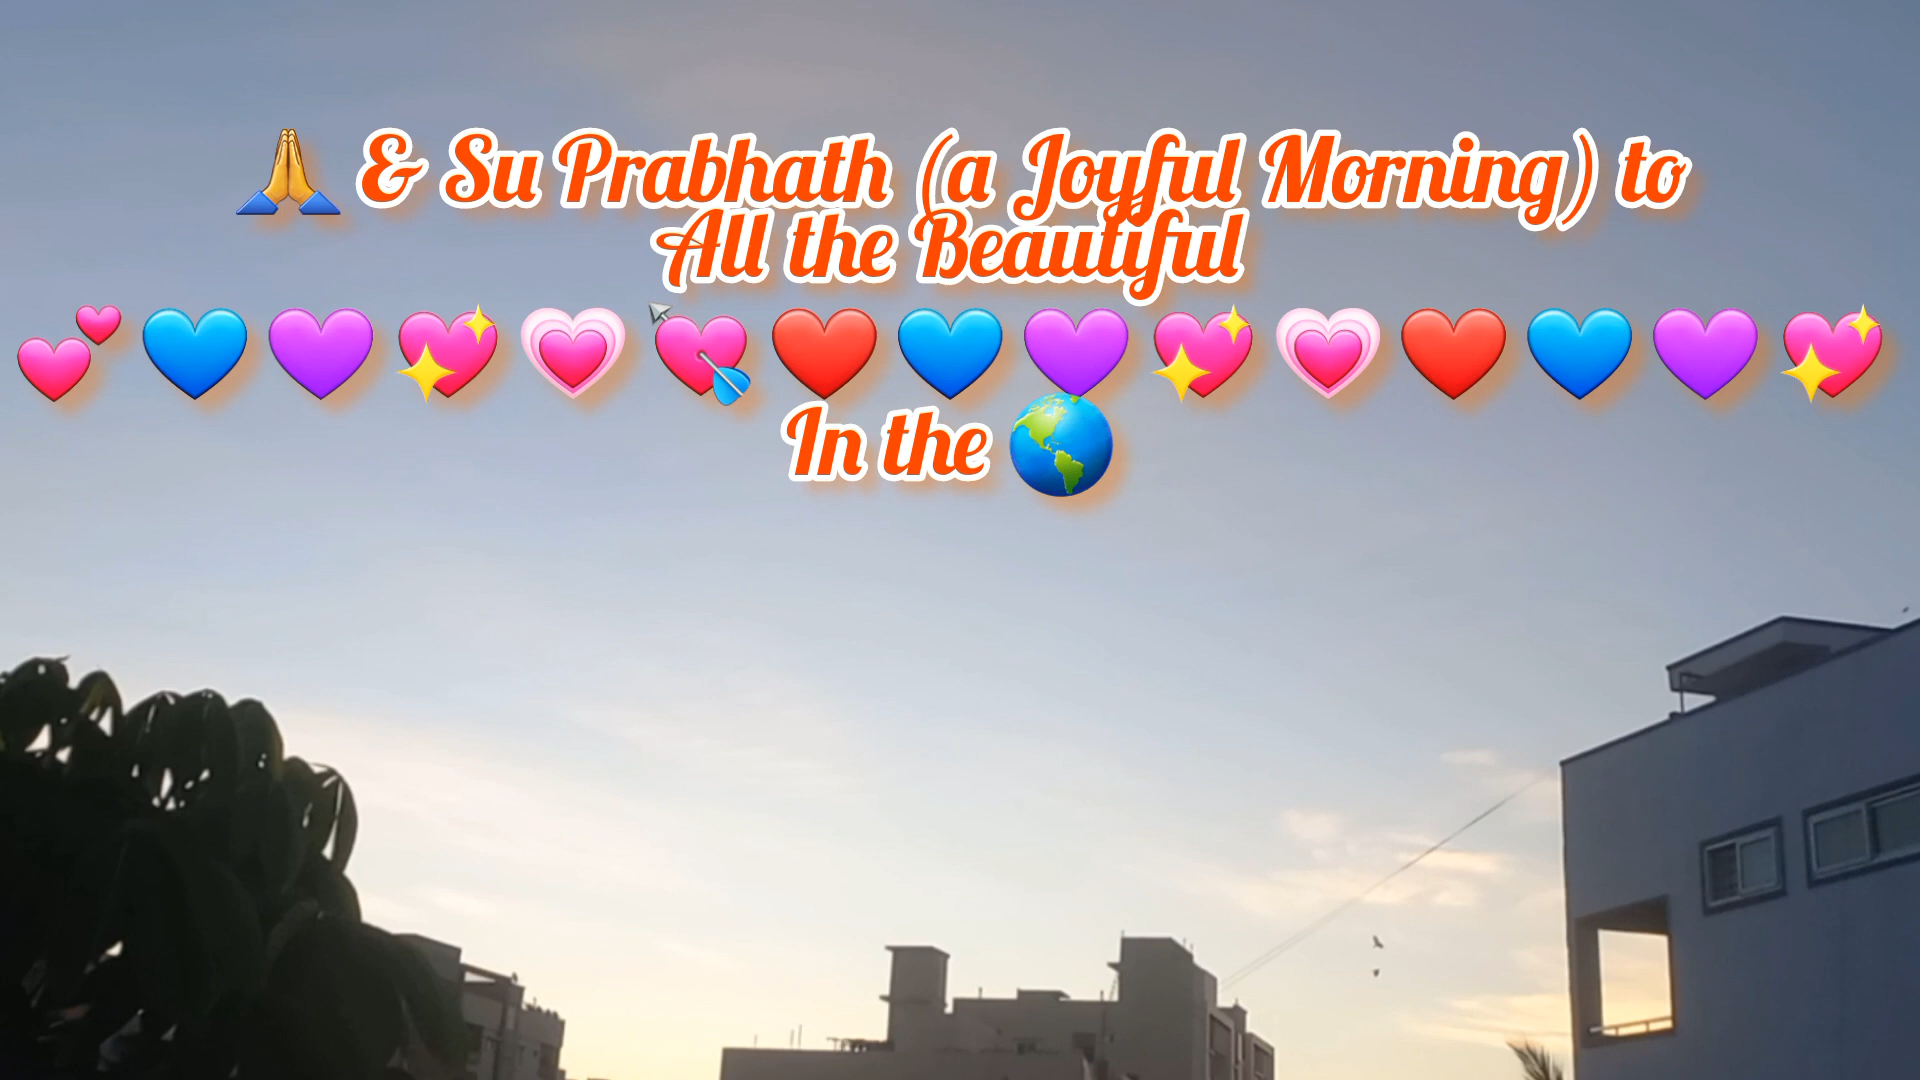 🙏 & Su Prabhath (a Joyful Morning) to
All the Beautiful
💕💙💜💖💗💘❤️💙💜💖💗❤️💙💜💖
In the 🌎